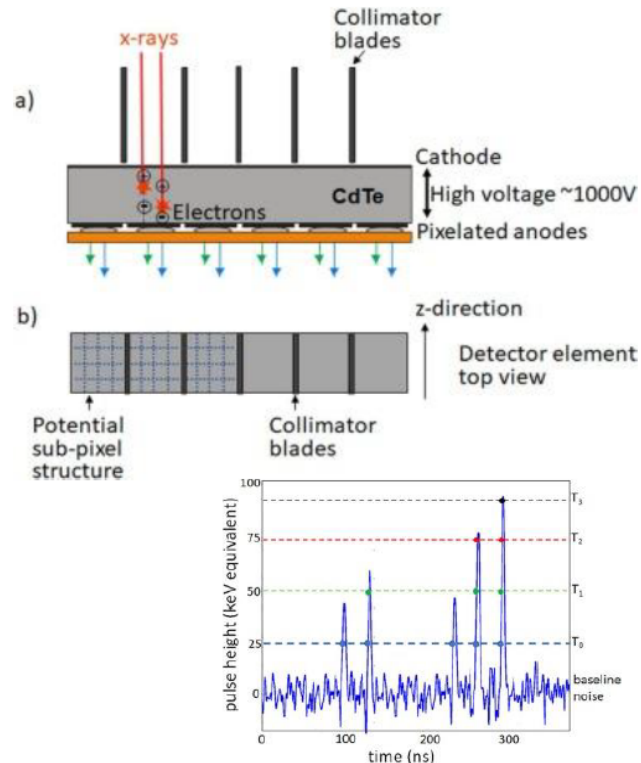 x-rays
Collimator
blades
a)
Cathode
CdTe
High voltage ~1000V
Electrons
Pixelated anodes
b)
z-direction
Detector element
top view
Potential
sub-pixel
structure
Collimator
blades
pulse height (keV equivalent)
100
75
50
25
0
T3
T2
T1
T0
baseline
noise
0
100
200
300
time (ns)